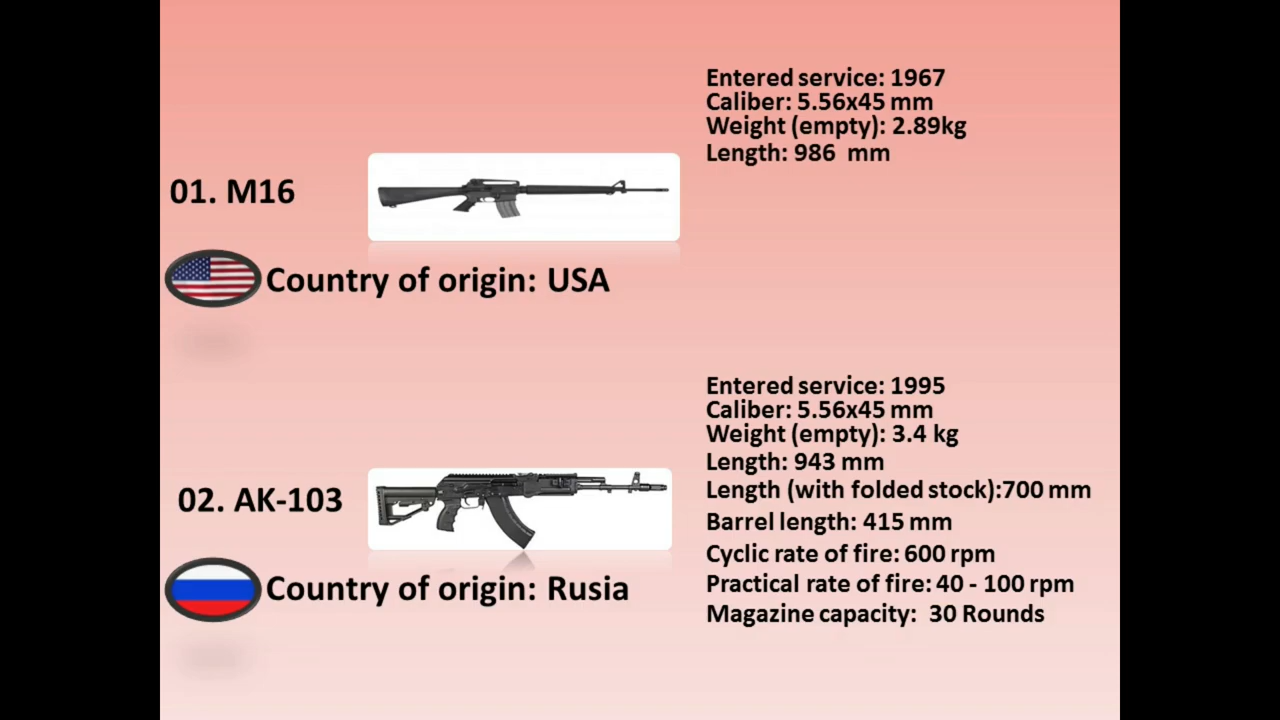 Entered service: 1967
Caliber: 5.56x45 mm
Weight (empty): 2.89kg
Length: 986 mm
01. M16
Country of origin: USA
Entered service: 1995
Caliber: 5.56x45 mm
Weight (empty): 3.4 kg
Length: 943 mm
Length (with folded stock):700 mm
Barrel length: 415 mm
Cyclic rate of fire: 600 rpm
Practical rate of fire: 40 - 100 rpm
Magazine capacity: 30 Rounds
02. AK-103
Country of origin: Rusia